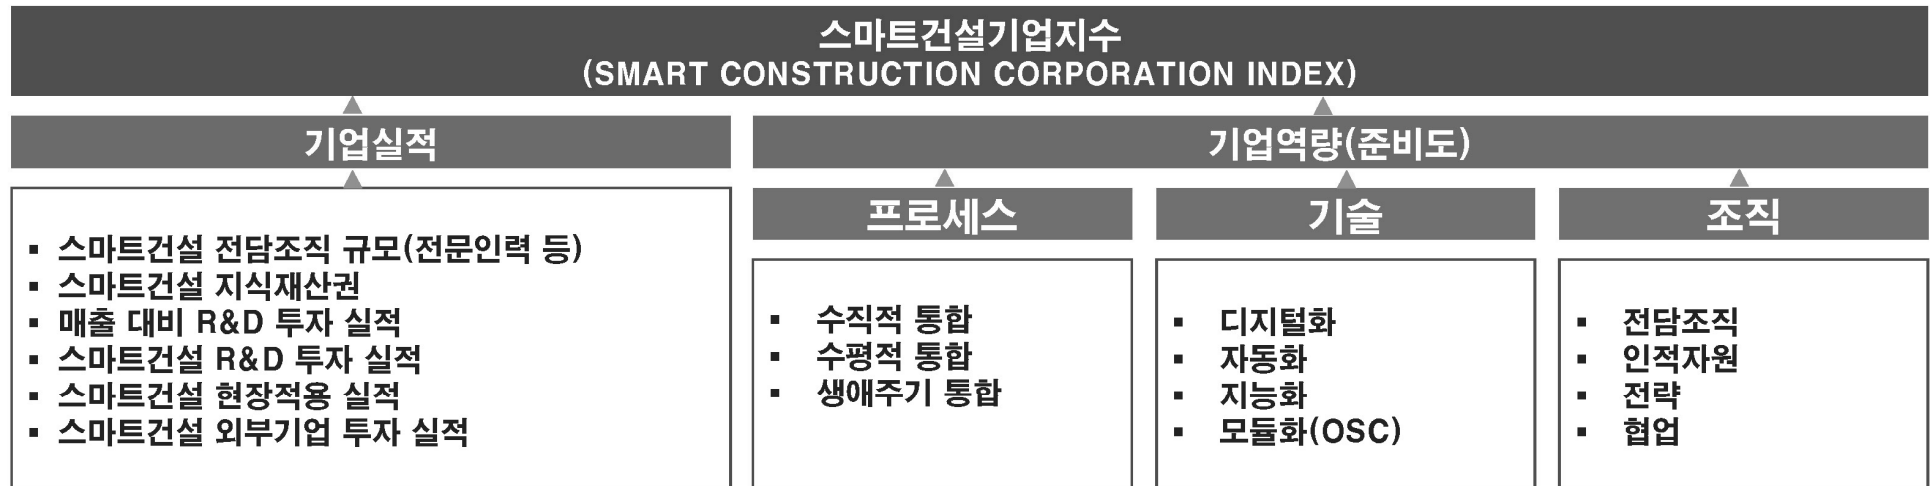 스마트건설기업지수
(SMART CONSTRUCTION CORPORATION INDEX)
기업실적
▪ 스마트건설 전담조직 규모(전문인력 등)
▪ 스마트건설 지식재산권
▪ 매출 대비 R&D 투자 실적
▪ 스마트건설 R&D 투자 실적
▪ 스마트건설 현장적용 실적
▪ 스마트건설 외부기업 투자 실적
기업역량(준비도)
프로세스
▪ 수직적 통합
▪ 수평적 통합
▪ 생애주기 통합
기술
▪ 디지털화
▪ 자동화
▪ 지능화
▪ 모듈화(OSC)
조직
▪ 전담조직
▪ 인적자원
▪ 전략
▪ 협업